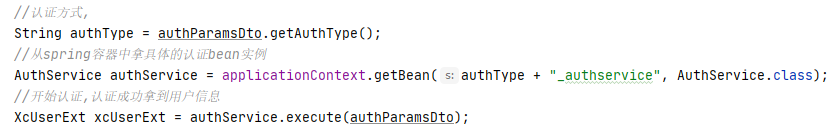 //认证方式,
String authType = authParamsDto.getAuthType();
//从spring容器中拿具体的认证bean实例
AuthService authService = applicationContext.getBean( s: authType + "_authservice", AuthService.class);
//开始认证,认证成功拿到用户信息
XcUserExt xcUserExt = authService.execute(authParamsDto);